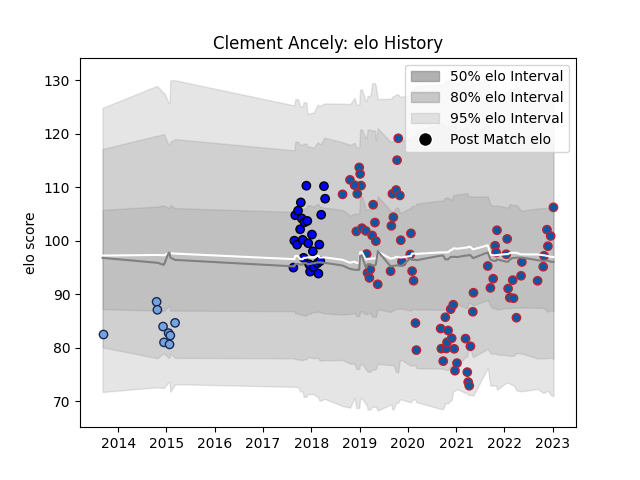 Clement Ancely: elo History
50% elo Interval
80% elo Interval
95% elo Interval
Post Match elo
elo score
130
120
110
100
90
80
70
2014 2015 2016 2017 2018 2019 2020 2021 2022 2023